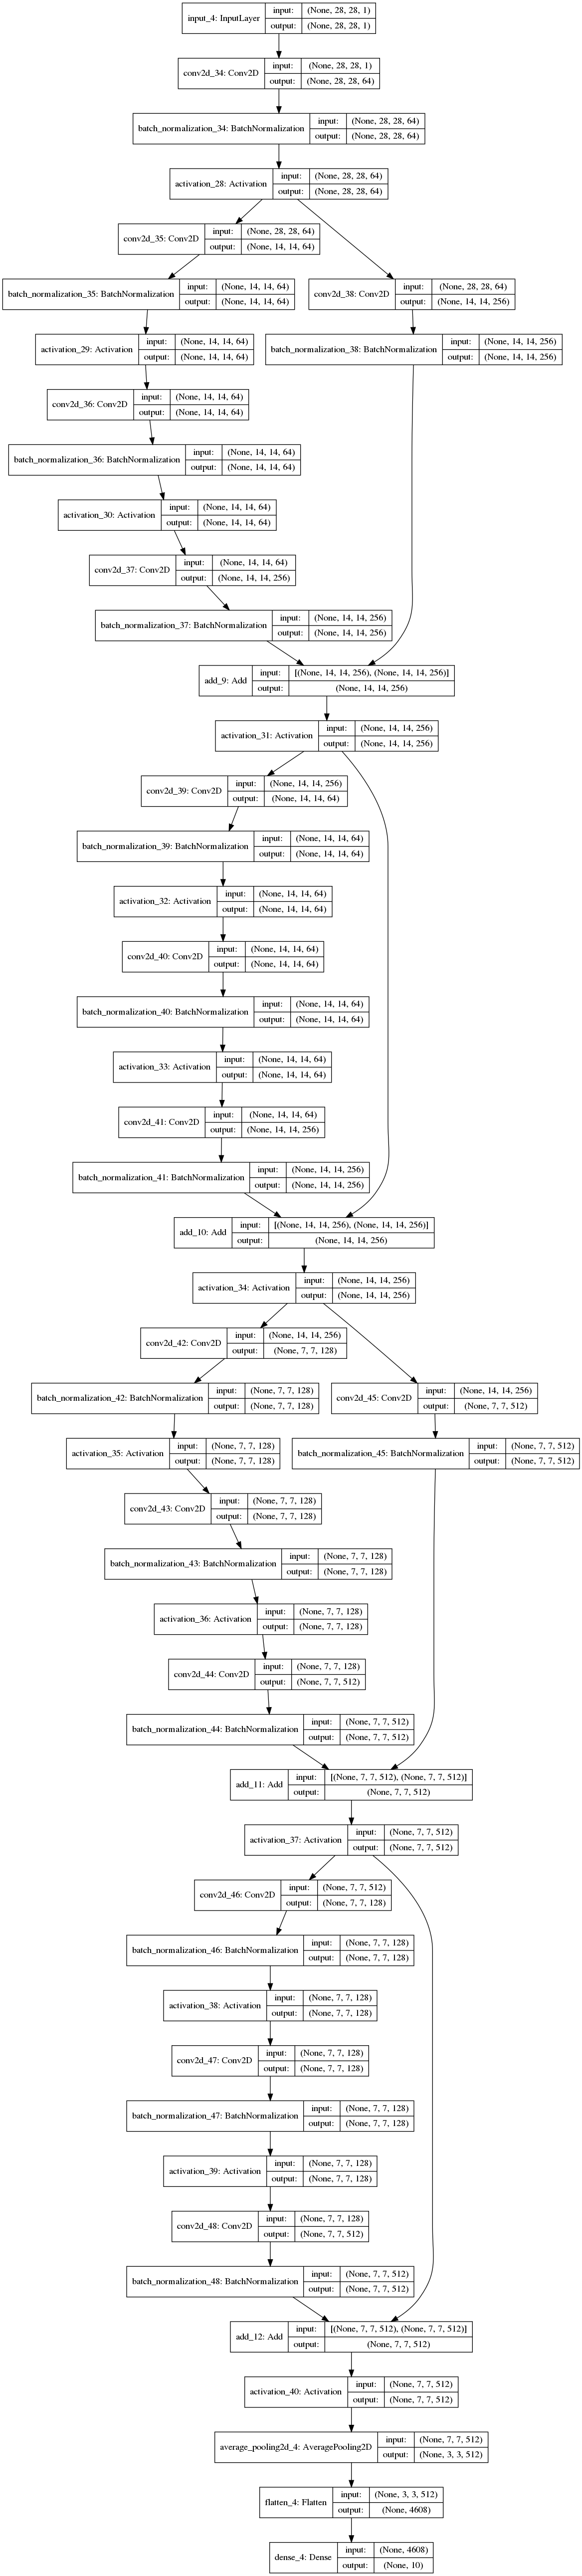 input_4: InputLayer
input: (None, 28, 28, 1)
output: (None, 28, 28, 1)
conv2d_34: Conv2D
input: (None, 28, 28, 1)
output: (None, 28, 28, 64)
batch_normalization_34: BatchNormalization
input: (None, 28, 28, 64)
output: (None, 28, 28, 64)
activation_28: Activation
input: (None, 28, 28, 64)
output: (None, 28, 28, 64)
conv2d_35: Conv2D
input: (None, 28, 28, 64)
output: (None, 14, 14, 64)
batch_normalization_35: BatchNormalization
input: (None, 14, 14, 64)
output: (None, 14, 14, 64)
conv2d_38: Conv2D
input: (None, 28, 28, 64)
output: (None, 14, 14, 256)
activation_29: Activation
input: (None, 14, 14, 64)
output: (None, 14, 14, 64)
batch_normalization_38: BatchNormalization
input: (None, 14, 14, 256)
output: (None, 14, 14, 256)
conv2d_36: Conv2D
input: (None, 14, 14, 64)
output: (None, 14, 14, 64)
batch_normalization_36: BatchNormalization
input: (None, 14, 14, 64)
output: (None, 14, 14, 64)
activation_30: Activation
input: (None, 14, 14, 64)
output: (None, 14, 14, 64)
conv2d_37: Conv2D
input: (None, 14, 14, 64)
output: (None, 14, 14, 256)
batch_normalization_37: BatchNormalization
input: (None, 14, 14, 256)
output: (None, 14, 14, 256)
add_9: Add
input: [(None, 14, 14, 256), (None, 14, 14, 256)]
output: (None, 14, 14, 256)
activation_31: Activation
input: (None, 14, 14, 256)
output: (None, 14, 14, 256)
conv2d_39: Conv2D
input: (None, 14, 14, 256)
output: (None, 14, 14, 64)
batch_normalization_39: BatchNormalization
input: (None, 14, 14, 64)
output: (None, 14, 14, 64)
activation_32: Activation
input: (None, 14, 14, 64)
output: (None, 14, 14, 64)
conv2d_40: Conv2D
input: (None, 14, 14, 64)
output: (None, 14, 14, 64)
batch_normalization_40: BatchNormalization
input: (None, 14, 14, 64)
output: (None, 14, 14, 64)
activation_33: Activation
input: (None, 14, 14, 64)
output: (None, 14, 14, 64)
conv2d_41: Conv2D
input: (None, 14, 14, 64)
output: (None, 14, 14, 256)
batch_normalization_41: BatchNormalization
input: (None, 14, 14, 256)
output: (None, 14, 14, 256)
add_10: Add
input: [(None, 14, 14, 256), (None, 14, 14, 256)]
output: (None, 14, 14, 256)
activation_34: Activation
input: (None, 14, 14, 256)
output: (None, 14, 14, 256)
conv2d_42: Conv2D
input: (None, 14, 14, 256)
output: (None, 7, 7, 128)
batch_normalization_42: BatchNormalization
input: (None, 7, 7, 128)
output: (None, 7, 7, 128)
conv2d_45: Conv2D
input: (None, 14, 14, 256)
output: (None, 7, 7, 512)
activation_35: Activation
input: (None, 7, 7, 128)
output: (None, 7, 7, 128)
batch_normalization_45: BatchNormalization
input: (None, 7, 7, 512)
output: (None, 7, 7, 512)
conv2d_43: Conv2D
input: (None, 7, 7, 128)
output: (None, 7, 7, 128)
batch_normalization_43: BatchNormalization
input: (None, 7, 7, 128)
output: (None, 7, 7, 128)
activation_36: Activation
input: (None, 7, 7, 128)
output: (None, 7, 7, 128)
conv2d_44: Conv2D
input: (None, 7, 7, 128)
output: (None, 7, 7, 512)
batch_normalization_44: BatchNormalization
input: (None, 7, 7, 512)
output: (None, 7, 7, 512)
add_11: Add
input: [(None, 7, 7, 512), (None, 7, 7, 512)]
output: (None, 7, 7, 512)
activation_37: Activation
input: (None, 7, 7, 512)
output: (None, 7, 7, 512)
conv2d_46: Conv2D
input: (None, 7, 7, 512)
output: (None, 7, 7, 128)
batch_normalization_46: BatchNormalization
input: (None, 7, 7, 128)
output: (None, 7, 7, 128)
activation_38: Activation
input: (None, 7, 7, 128)
output: (None, 7, 7, 128)
conv2d_47: Conv2D
input: (None, 7, 7, 128)
output: (None, 7, 7, 128)
batch_normalization_47: BatchNormalization
input: (None, 7, 7, 128)
output: (None, 7, 7, 128)
activation_39: Activation
input: (None, 7, 7, 128)
output: (None, 7, 7, 128)
conv2d_48: Conv2D
input: (None, 7, 7, 128)
output: (None, 7, 7, 512)
batch_normalization_48: BatchNormalization
input: (None, 7, 7, 512)
output: (None, 7, 7, 512)
add_12: Add
input: [(None, 7, 7, 512), (None, 7, 7, 512)]
output: (None, 7, 7, 512)
activation_40: Activation
input: (None, 7, 7, 512)
output: (None, 7, 7, 512)
average_pooling2d_4: AveragePooling2D
input: (None, 7, 7, 512)
output: (None, 3, 3, 512)
flatten_4: Flatten
input: (None, 3, 3, 512)
output: (None, 4608)
dense_4: Dense
input: (None, 4608)
output: (None, 10)